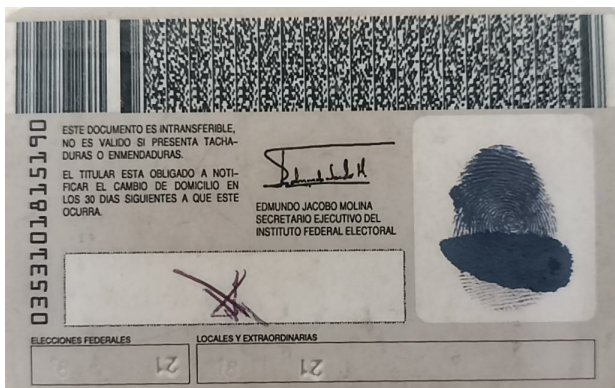 0353101815190
ESTE DOCUMENTO ES INTRANSFERIBLE,
NO ES VALIDO SI PRESENTA TACHA-
DURAS O ENMENDADURAS.
EL TITULAR ESTA OBLIGADO A NOTI-
FICAR EL CAMBIO DE DOMICILIO EN
LOS 30 DIAS SIGUIENTES A QUE ESTE
OCURRA.
EDMUNDO JACOBO MOLINA
SECRETARIO EJECUTIVO DEL
INSTITUTO FEDERAL ELECTORAL
ELECCIONES FEDERALES
LOCALES Y EXTRAORDINARIAS